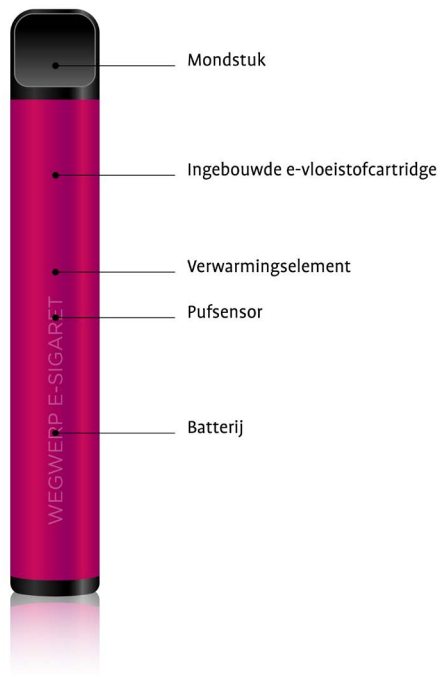 Mondstuk
Ingebouwde e-vloeistofcartridge
Verwarmingselement
Pufsensor
Batterij
WEGWERP E-SIGARET